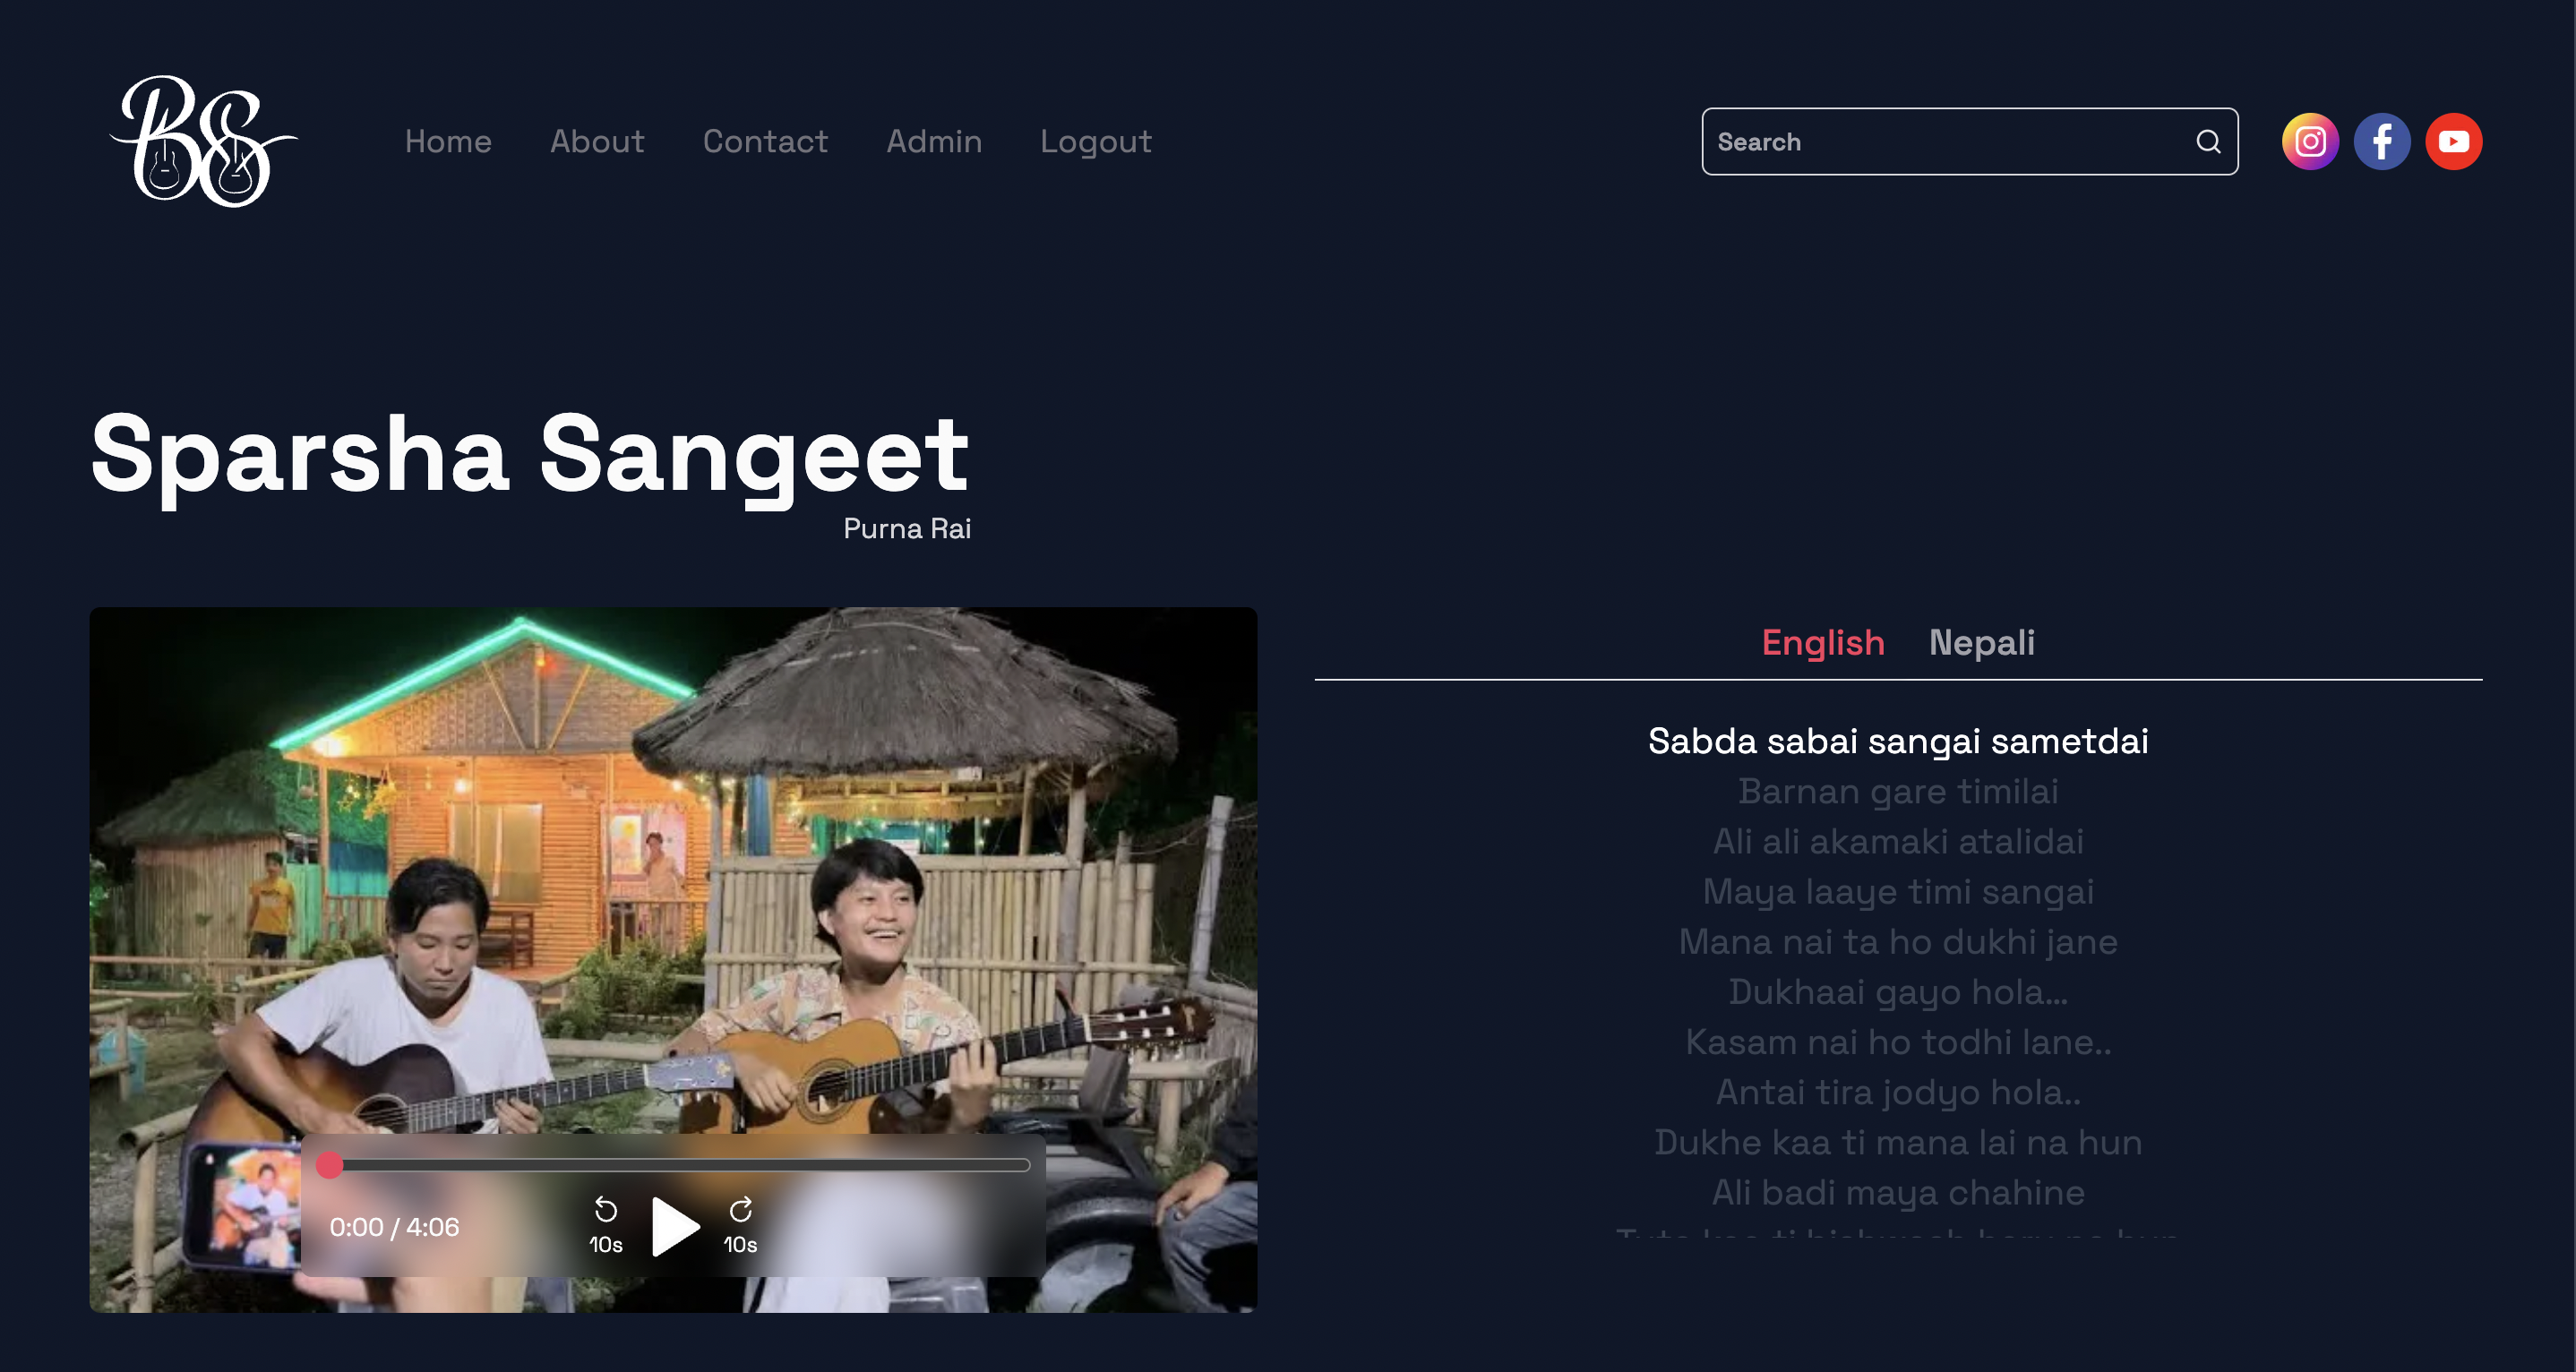 BS
Home About Contact Admin Logout
Search
Sparsha Sangeet
Purna Rai
English Nepali
Sabda sabai sangai sametdai
Barnan gare timilai
Ali ali akamaki atalidai
Maya laaye timi sangai
Mana nai ta ho dukhi jane
Dukhaai gayo hola...
Kasam nai ho todhi lane..
Antai tira jodyo hola..
Dukhe kaa ti mana lai na hun
Ali badi maya chahine
0:00 / 4:06
10s 10s